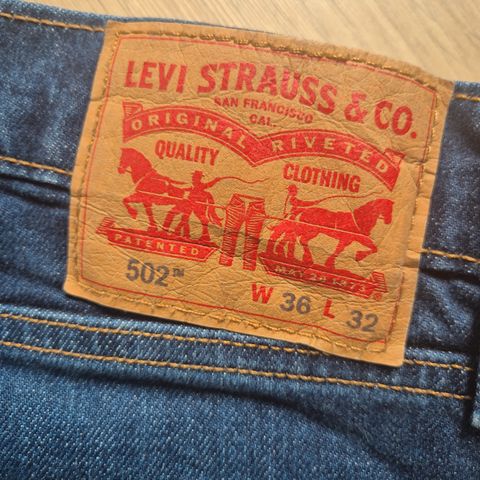 LEVI STRAUSS & CO.
SAN FRANCISCO
CAL.
ORIGINAL RIVETED
QUALITY CLOTHING
PATENTED MAY 20 1873
502™ W 36 L 32